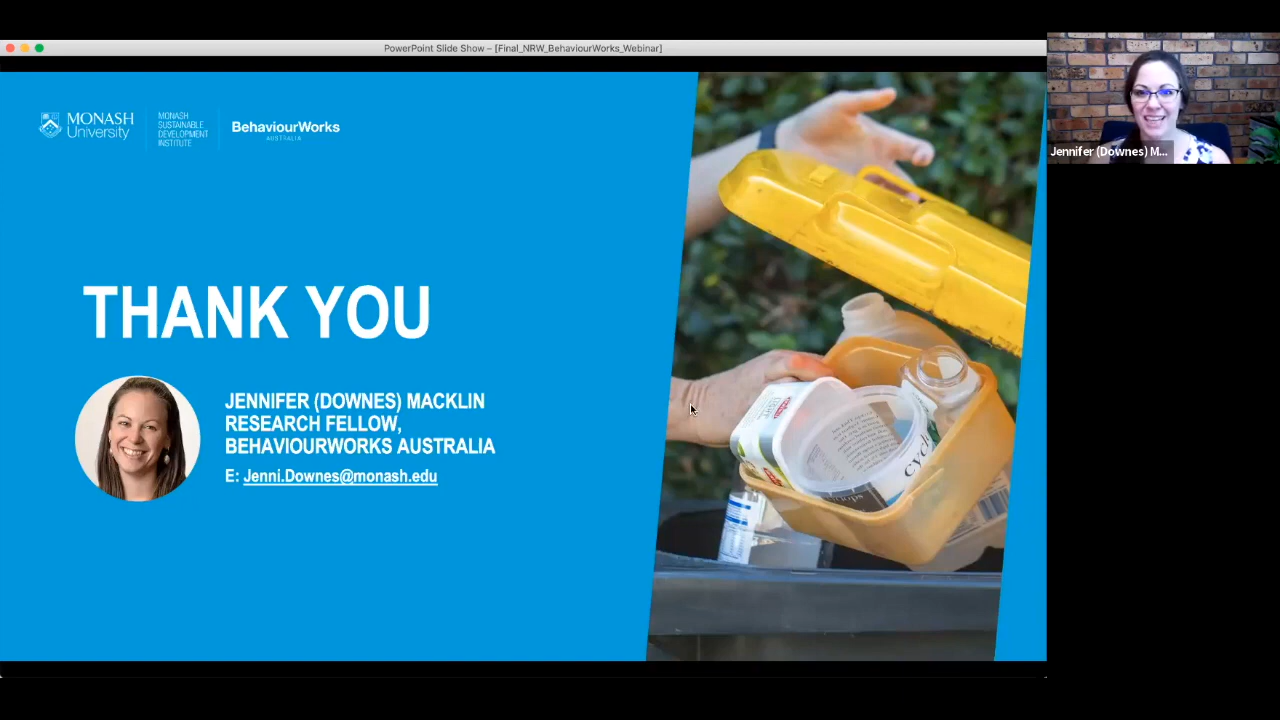 PowerPoint Slide Show – [Final_NRW_BehaviourWorks_Webinar]
MONASH
University
MONASH
SUSTAINABLE
DEVELOPMENT
INSTITUTE
BehaviourWorks
AUSTRALIA
Jennifer (Downes) M...
THANK YOU
JENNIFER (DOWNES) MACKLIN
RESEARCH FELLOW,
BEHAVIOURWORKS AUSTRALIA
E: Jenni.Downes@monash.edu